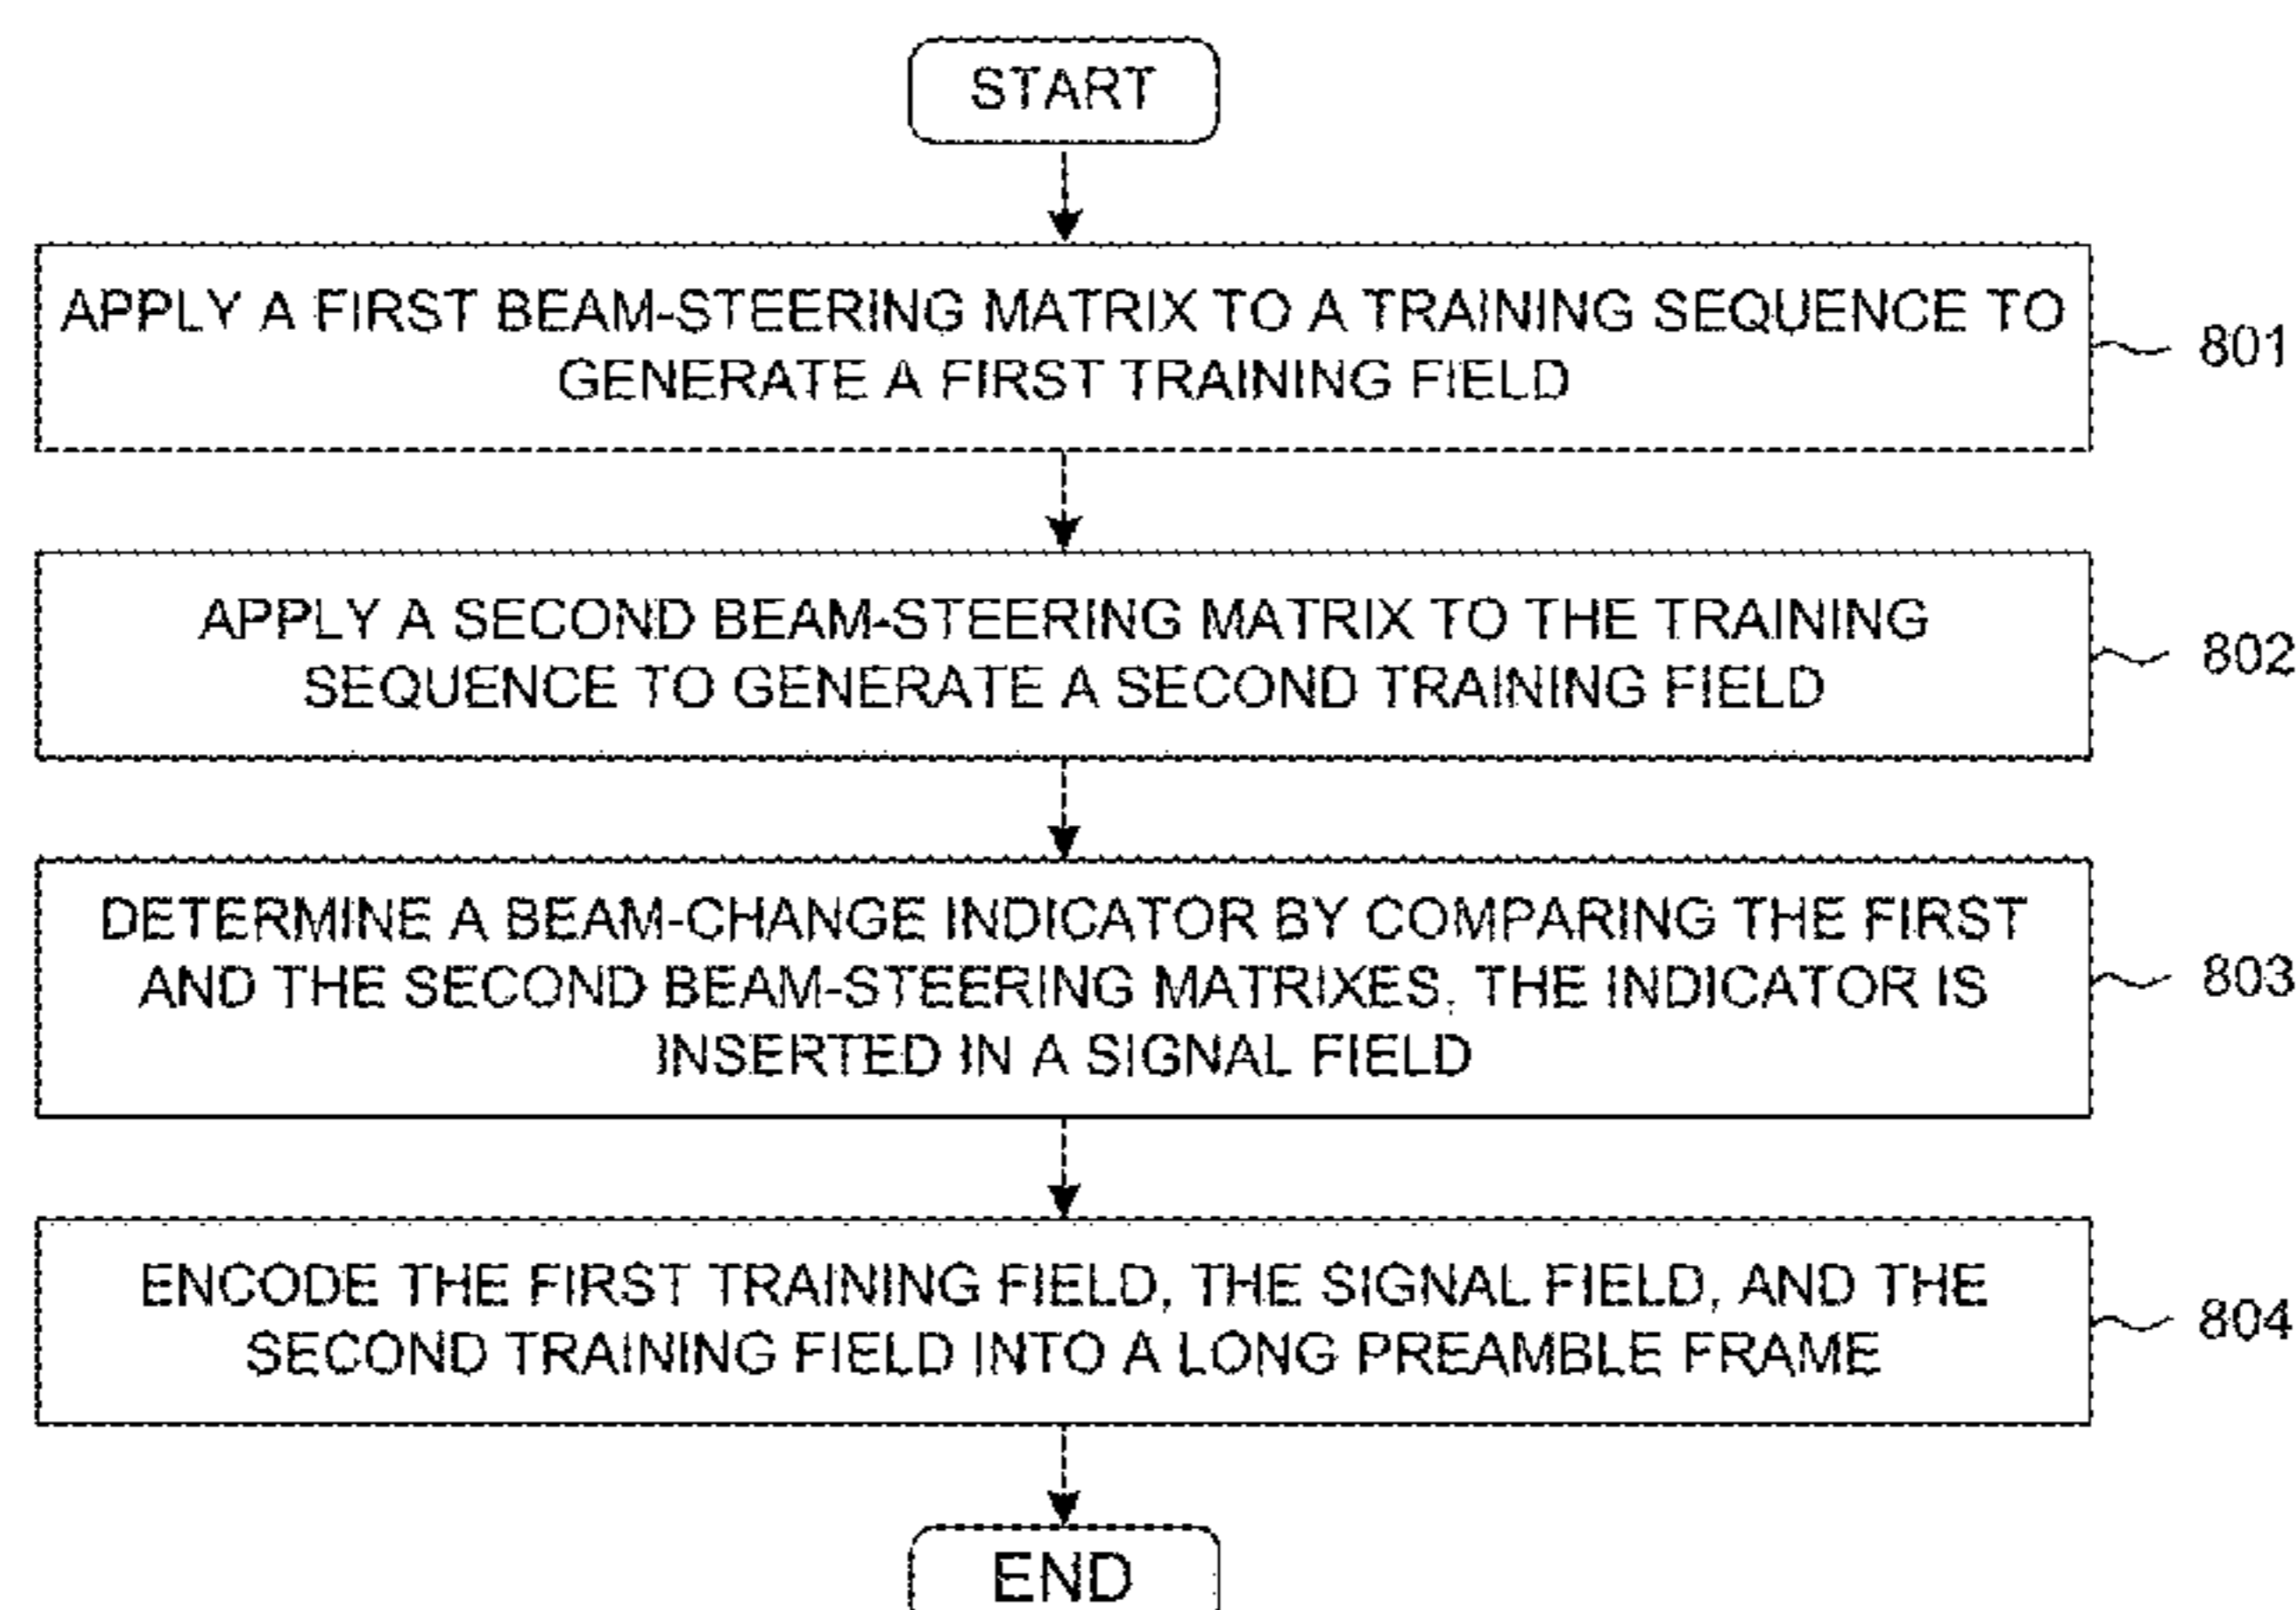 START
APPLY A FIRST BEAM-STEERING MATRIX TO A TRAINING SEQUENCE TO
GENERATE A FIRST TRAINING FIELD
801
APPLY A SECOND BEAM-STEERING MATRIX TO THE TRAINING
SEQUENCE TO GENERATE A SECOND TRAINING FIELD
802
DETERMINE A BEAM-CHANGE INDICATOR BY COMPARING THE FIRST
AND THE SECOND BEAM-STEERING MATRIXES, THE INDICATOR IS
INSERTED IN A SIGNAL FIELD
803
ENCODE THE FIRST TRAINING FIELD, THE SIGNAL FIELD, AND THE
SECOND TRAINING FIELD INTO A LONG PREAMBLE FRAME
804
END